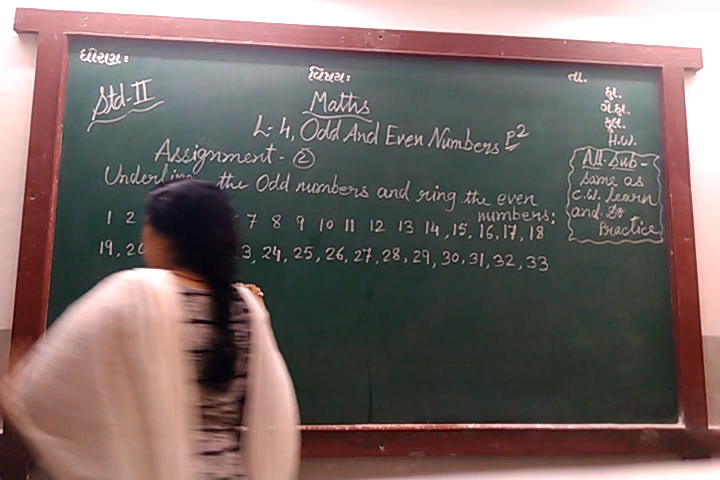 ધોરણઃ વિષયઃ તા.
Std-II Maths
L-4, Odd And Even Numbers P2
Assignment - 2
Underline the Odd numbers and ring the even numbers:
1 2 7 8 9 10 11 12 13 14, 15, 16, 17, 18
19, 3, 24, 25, 26, 27, 28, 29, 30, 31, 32, 33
કુ.
ગે.હા.
કુલ.
H.W.
All-Sub-
Same as
C.W. Learn
and Do
Practice